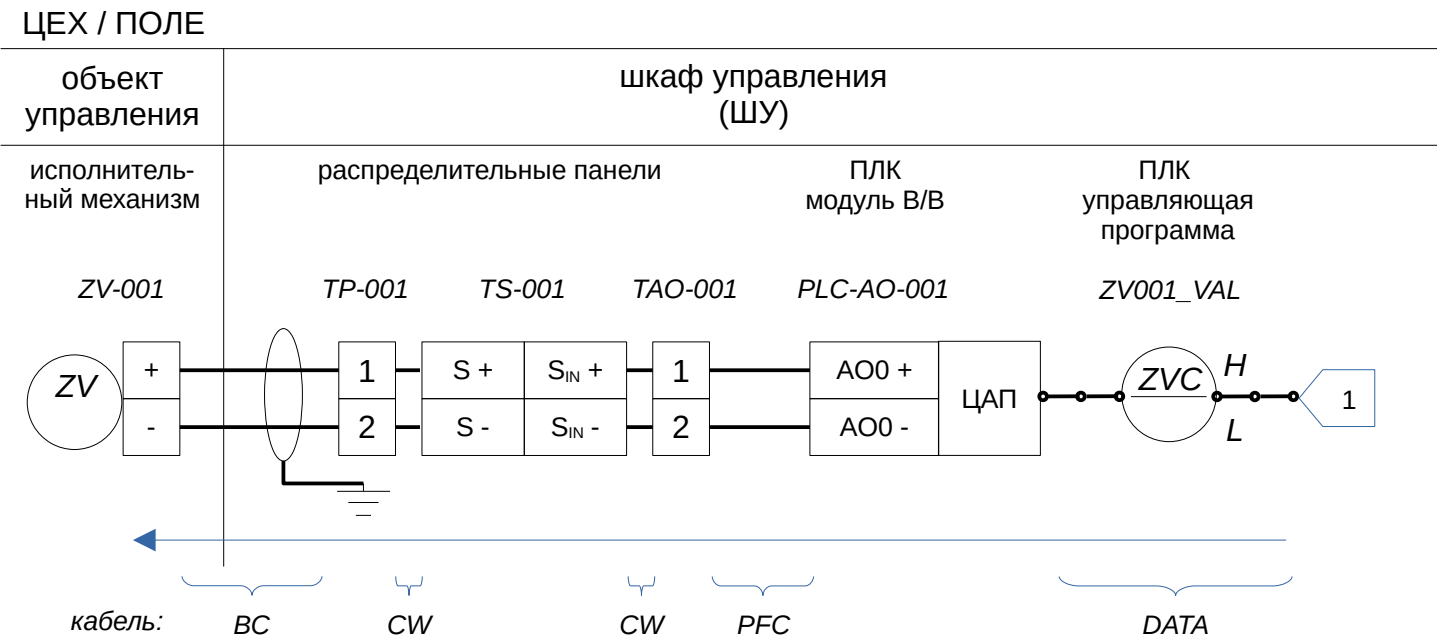 ЦЕХ / ПОЛЕ
объект
управления
шкаф управления
(ШУ)
исполнитель-
ный механизм
распределительные панели
ПЛК
модуль В/В
ПЛК
управляющая
программа
ZV-001
TP-001
TS-001
TAO-001
PLC-AO-001
ZV001_VAL
ZV
+
-
1
2
S +
S -
SIN +
SIN -
1
2
AO0 +
AO0 -
ЦАП
ZVC
H
L
1
кабель:
BC
CW
CW
PFC
DATA